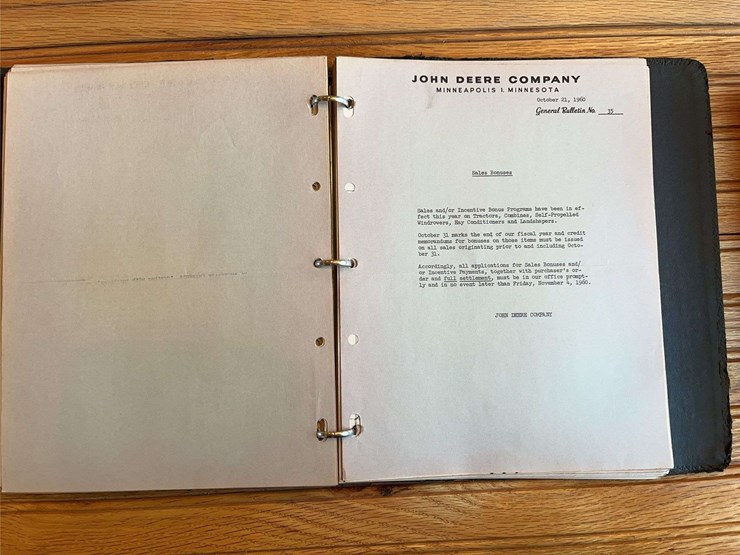 JOHN DEERE COMPANY
MINNEAPOLIS 1, MINNESOTA
October 21, 1960
General Bulletin No. 35
Sales Bonuses
Sales and/or Incentive Bonus Programs have been in ef-
fect this year on Tractors, Combines, Self-Propelled
Windrowers, Hay Conditioners and Landshapers.
October 31 marks the end of our fiscal year and credit
memorandums for bonuses on those items must be issued
on all sales originating prior to and including Octo-
ber 31.
Accordingly, all applications for Sales Bonuses and/
or Incentive Payments, together with purchaser's or-
der and full settlement, must be in our office prompt-
ly and in no event later than Friday, November 4, 1960.
JOHN DEERE COMPANY